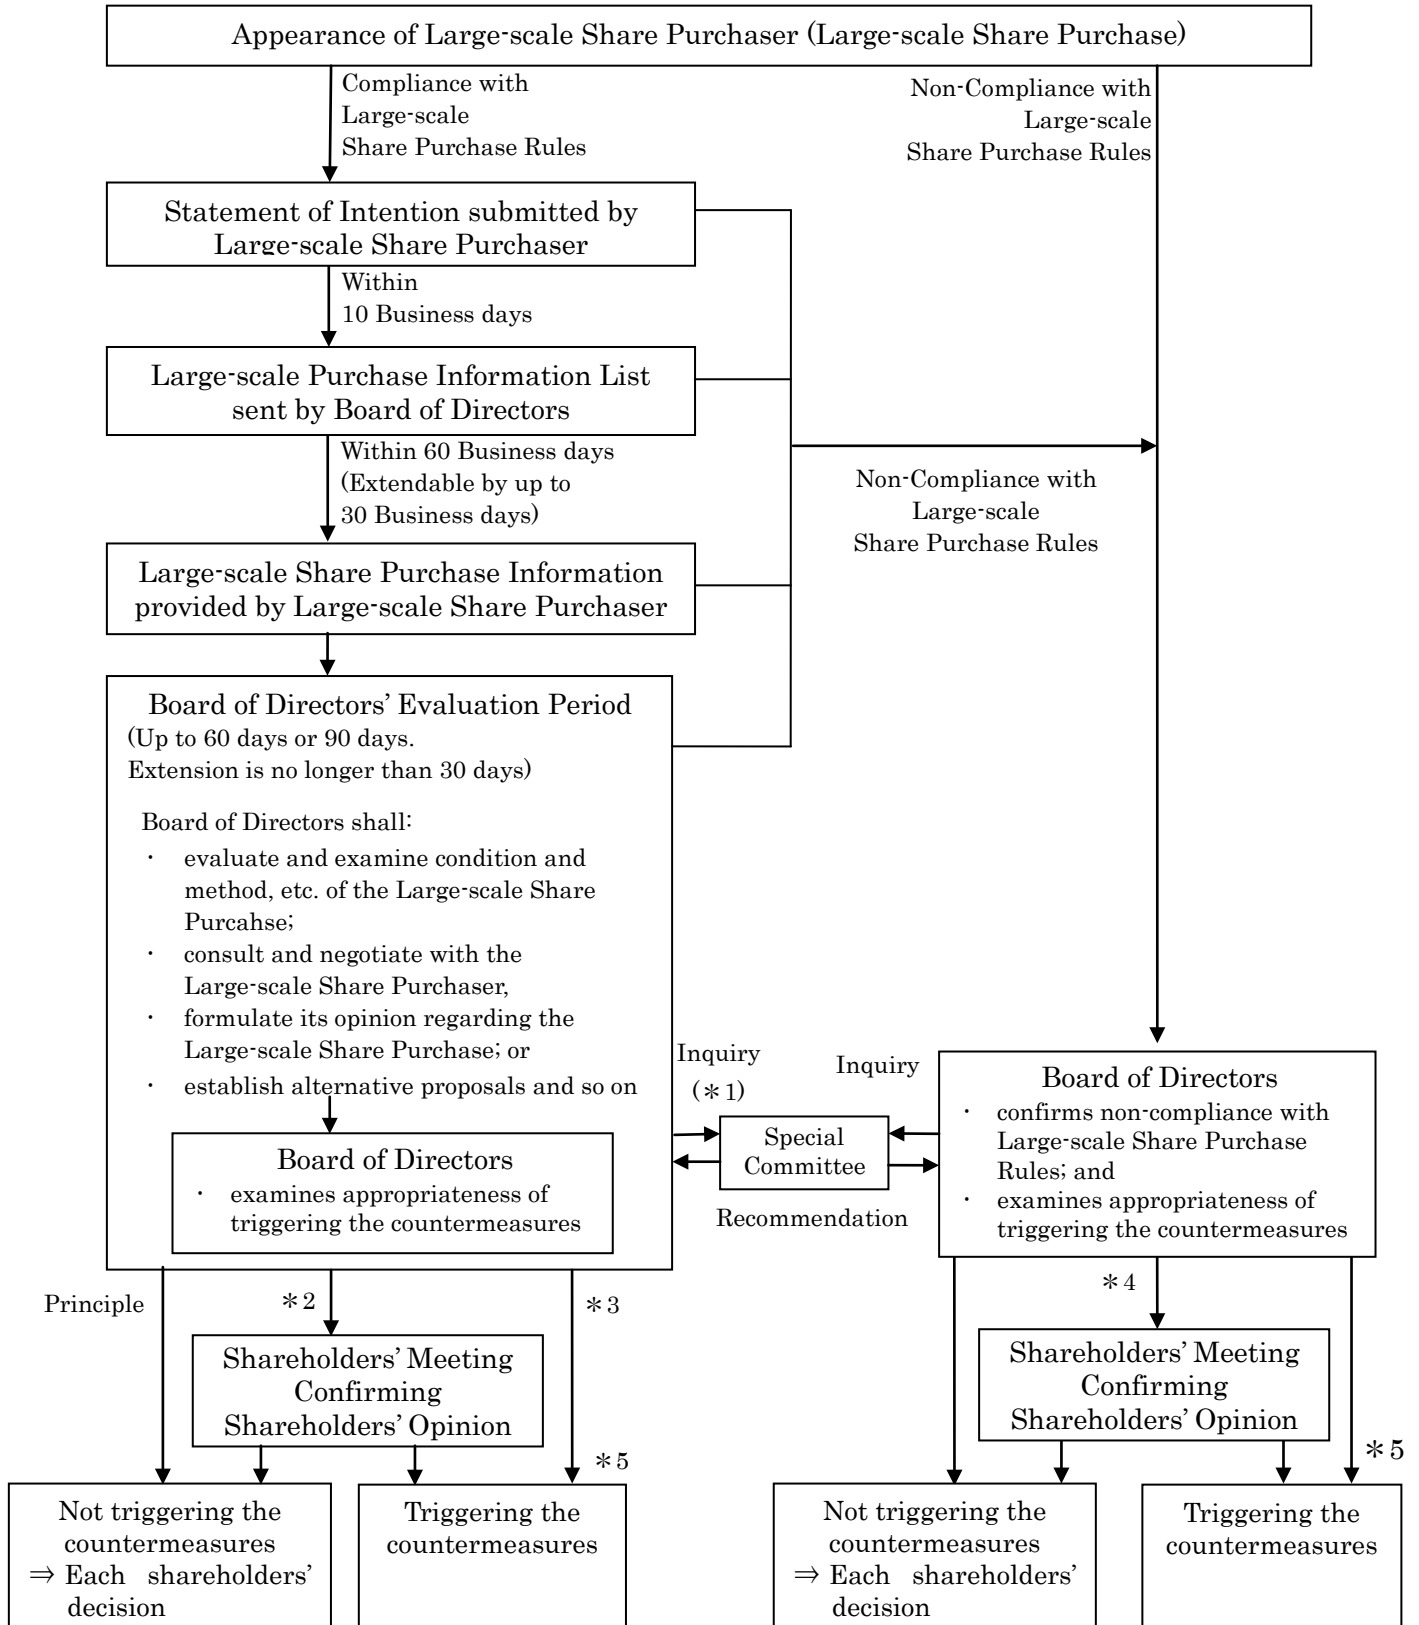 Appearance of Large-scale Share Purchaser (Large-scale Share Purchase)
Compliance with
Large-scale
Share Purchase Rules
Non-Compliance with
Large-scale
Share Purchase Rules
Statement of Intention submitted by
Large-scale Share Purchaser
Within
10 Business days
Large-scale Purchase Information List
sent by Board of Directors
Within 60 Business days
(Extendable by up to
30 Business days)
Non-Compliance with
Large-scale
Share Purchase Rules
Large-scale Share Purchase Information
provided by Large-scale Share Purchaser
Board of Directors' Evaluation Period
(Up to 60 days or 90 days.
Extension is no longer than 30 days)
Board of Directors shall:
· evaluate and examine condition and
method, etc. of the Large-scale Share
Purcahse;
· consult and negotiate with the
Large-scale Share Purchaser,
· formulate its opinion regarding the
Large-scale Share Purchase; or
· establish alternative proposals and so on
Board of Directors
· examines appropriateness of
triggering the countermeasures
Inquiry
(＊1)
Inquiry
Special
Committee
Recommendation
Board of Directors
· confirms non-compliance with
Large-scale Share Purchase
Rules; and
· examines appropriateness of
triggering the countermeasures
Principle
＊2
＊3
＊4
Shareholders' Meeting
Confirming
Shareholders' Opinion
Shareholders' Meeting
Confirming
Shareholders' Opinion
＊5
＊5
Not triggering the
countermeasures
⇒ Each shareholders'
decision
Triggering the
countermeasures
Not triggering the
countermeasures
⇒ Each shareholders'
decision
Triggering the
countermeasures